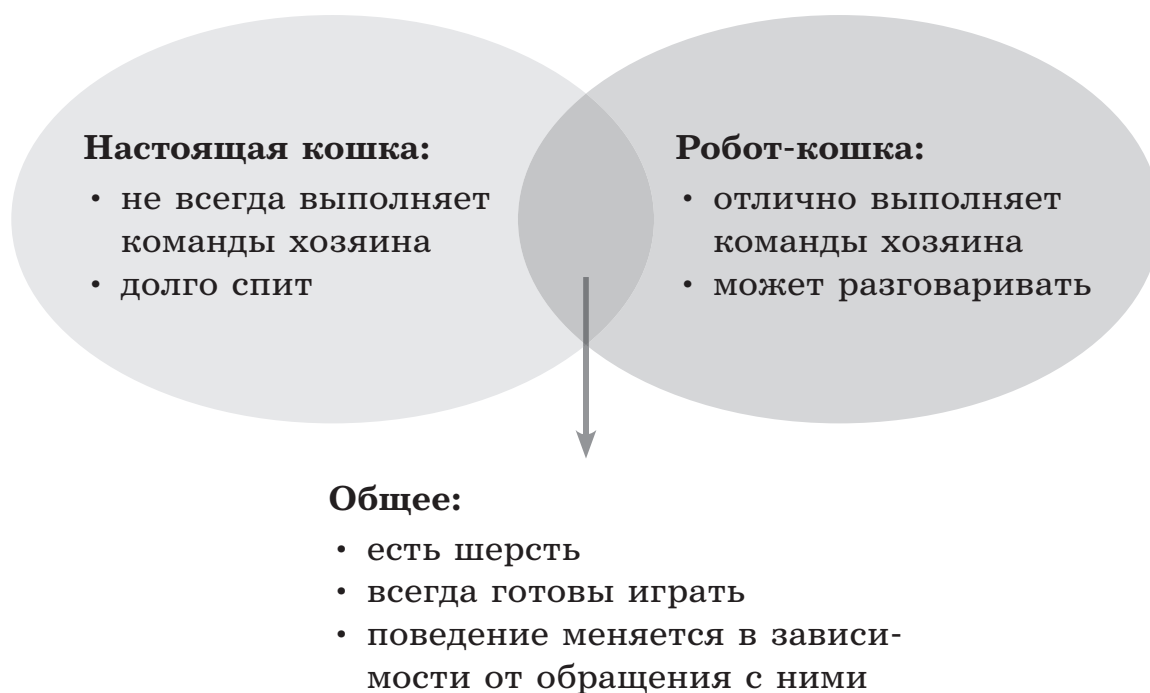 Настоящая кошка:
• не всегда выполняет
команды хозяина
• долго спит
Робот-кошка:
• отлично выполняет
команды хозяина
• может разговаривать
Общее:
• есть шерсть
• всегда готовы играть
• поведение меняется в зависи-
мости от обращения с ними